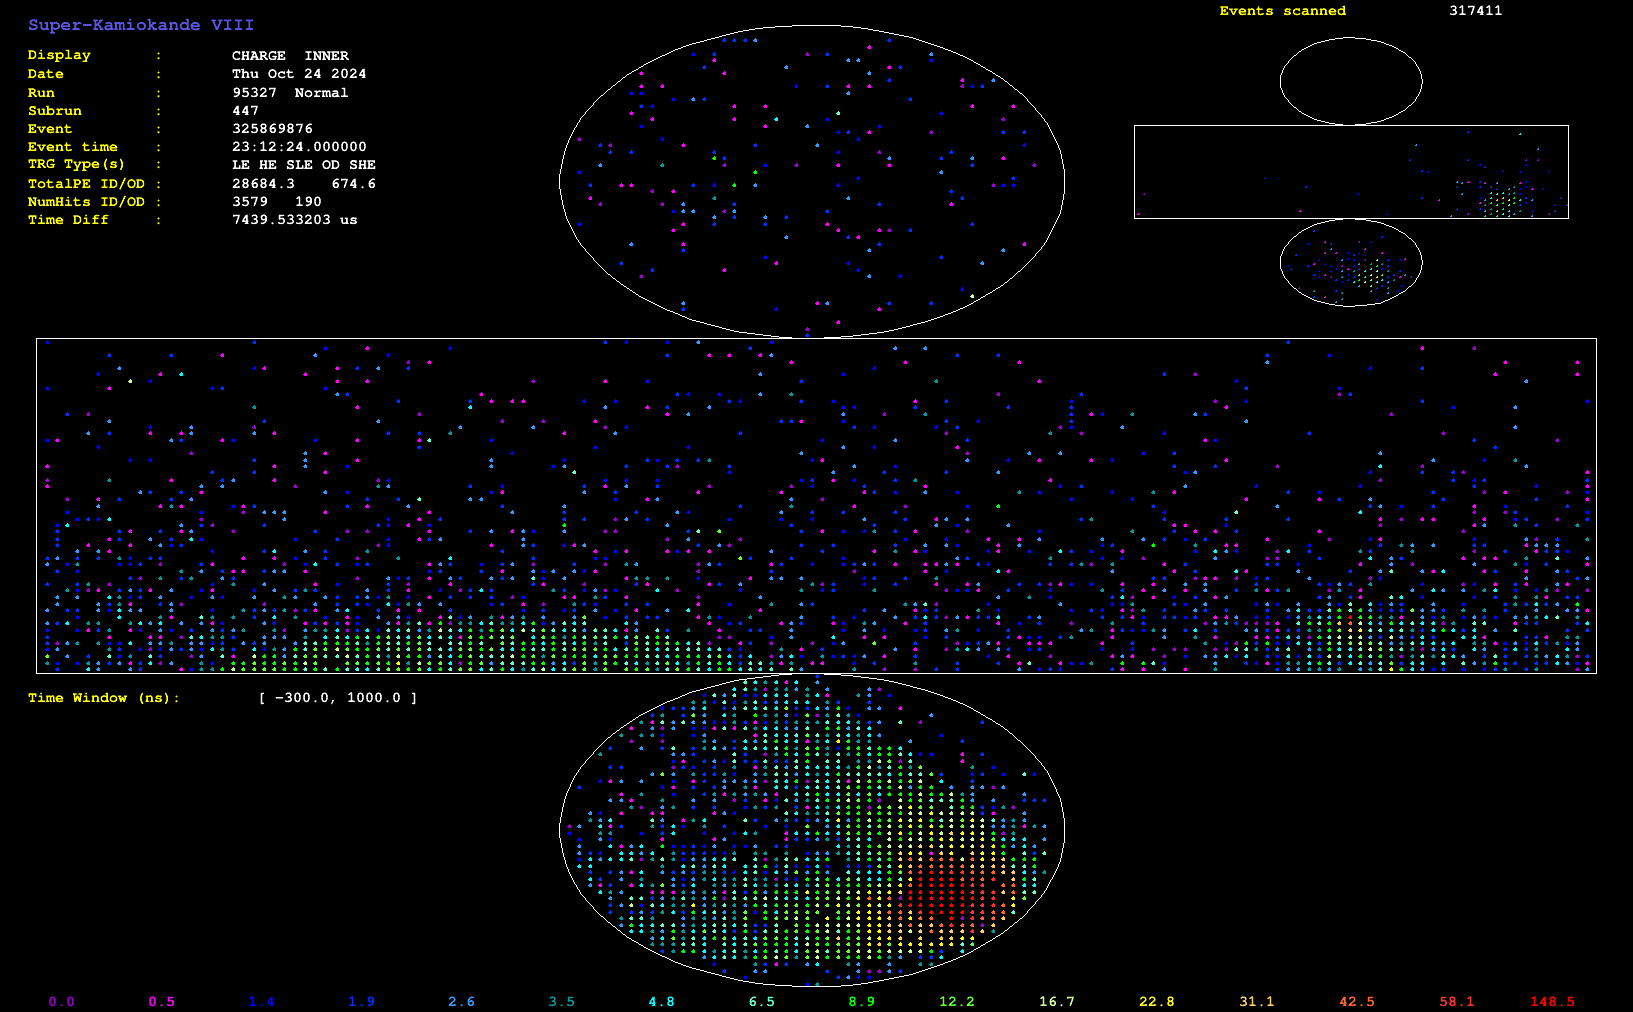 Super-Kamiokande VIII
Events scanned 317411
Display : CHARGE INNER
Date : Thu Oct 24 2024
Run : 95327 Normal
Subrun : 447
Event : 325869876
Event time : 23:12:24.000000
TRG Type(s) : LE HE SLE OD SHE
TotalPE ID/OD : 28684.3 674.6
NumHits ID/OD : 3579 190
Time Diff : 7439.533203 us
Time Window (ns): [ −300.0, 1000.0 ]
0.0 0.5 1.4 1.9 2.6 3.5 4.8 6.5 8.9 12.2 16.7 22.8 31.1 42.5 58.1 148.5